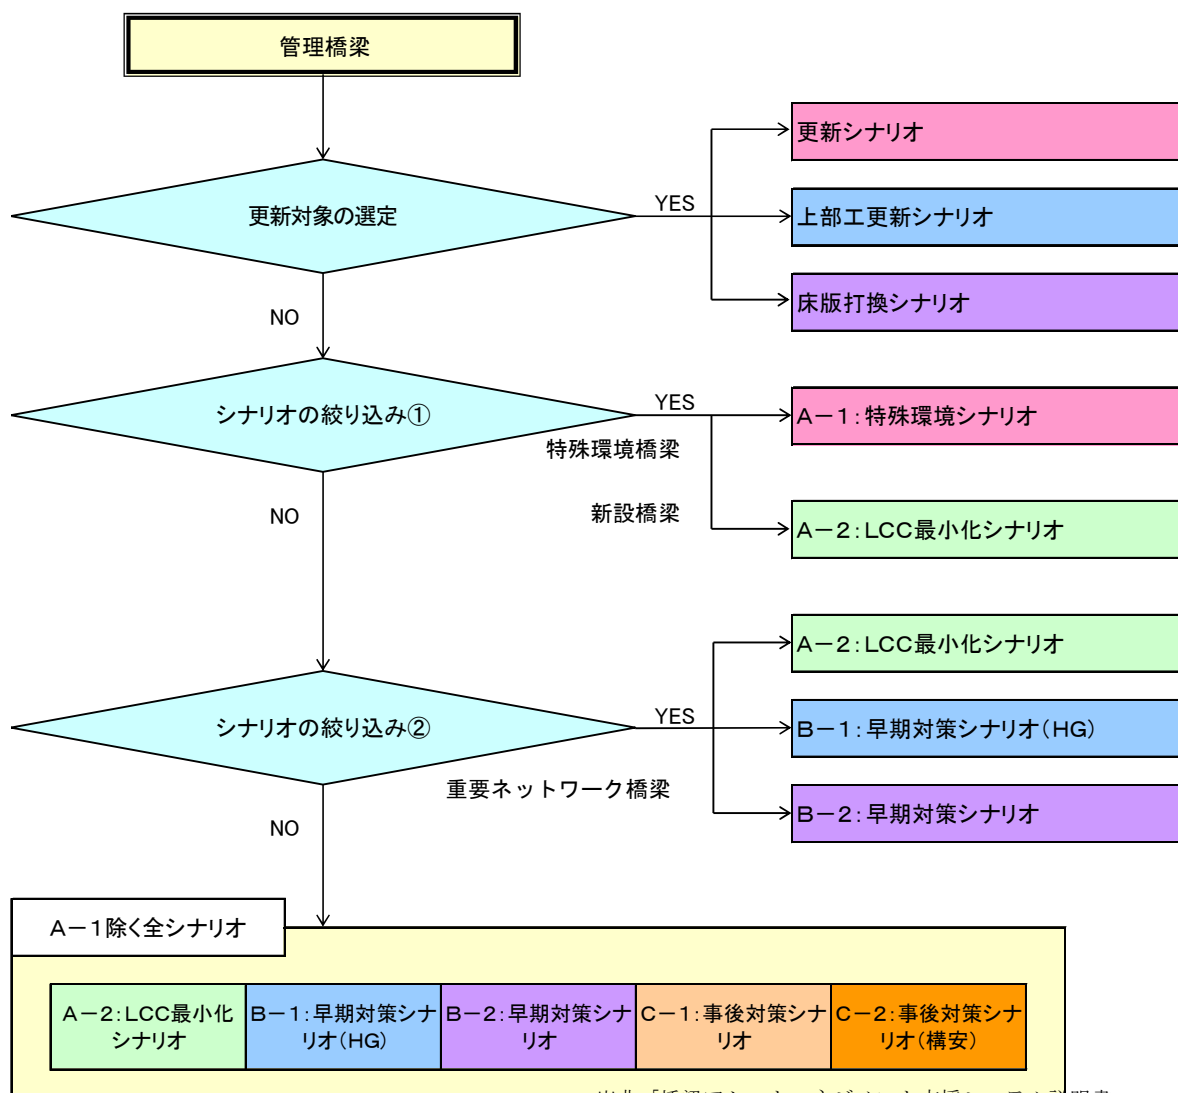 管理橋梁
更新シナリオ
更新対象の選定
YES
上部工更新シナリオ
床版打換シナリオ
NO
シナリオの絞り込み①
YES
A－1：特殊環境シナリオ
特殊環境橋梁
NO
新設橋梁
A－2：LCC最小化シナリオ
A－2：LCC最小化シナリオ
シナリオの絞り込み②
YES
B－1：早期対策シナリオ（HG）
重要ネットワーク橋梁
B－2：早期対策シナリオ
NO
A－1除く全シナリオ
A－2：LCC最小化
シナリオ
B－1：早期対策シナ
リオ（HG）
B－2：早期対策シナ
リオ
C－1：事後対策シナ
リオ
C－2：事後対策シナ
リオ（構安）